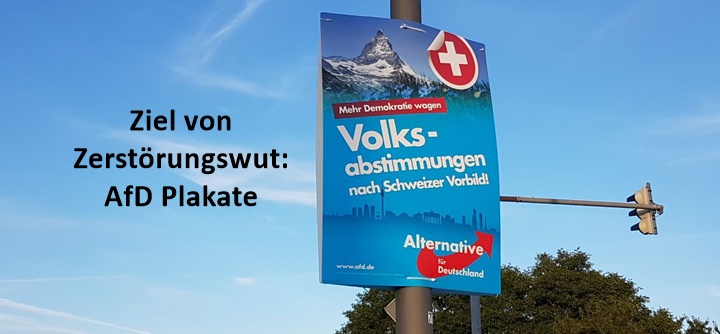 Ziel von
Zerstörungswut:
AfD Plakate
Mehr Demokratie wagen
Volks-
abstimmungen
nach Schweizer Vorbild!
Alternative
für
Deutschland
www.afd.de